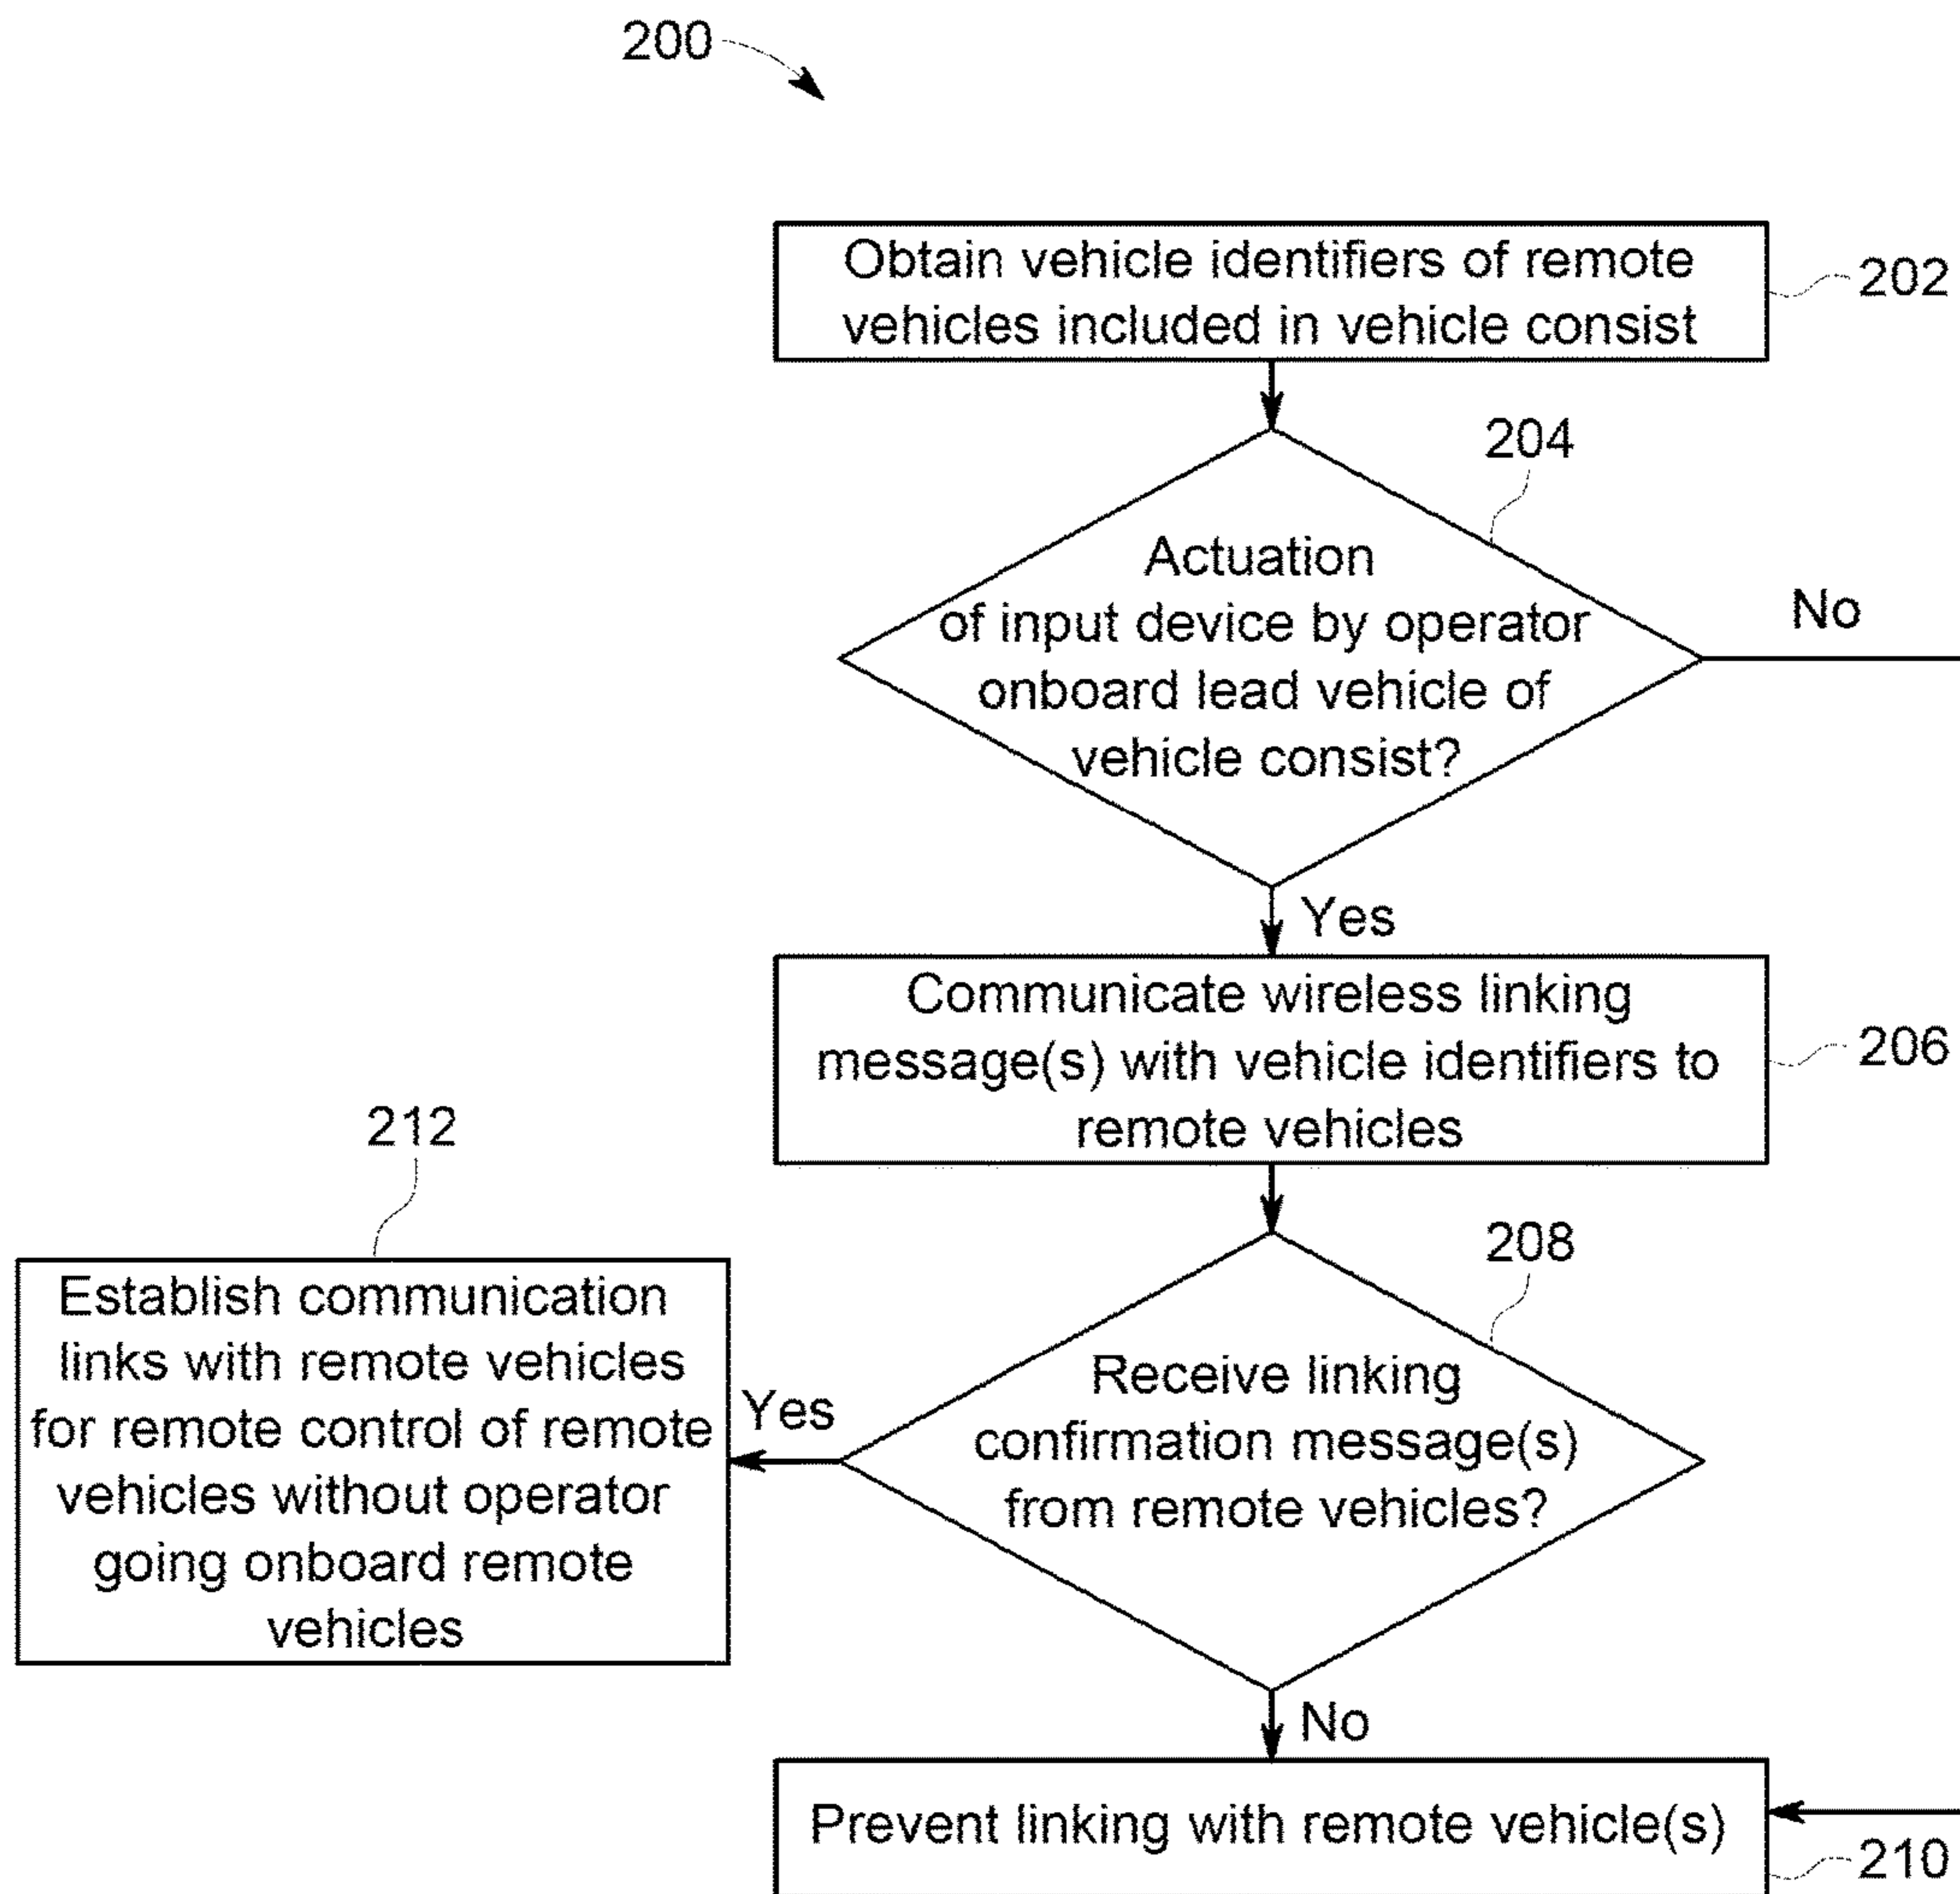 200
Obtain vehicle identifiers of remote
vehicles included in vehicle consist
202
204
Actuation
of input device by operator
onboard lead vehicle of
vehicle consist?
No
Yes
Communicate wireless linking
message(s) with vehicle identifiers to
remote vehicles
206
212
208
Establish communication
links with remote vehicles
for remote control of remote
vehicles without operator
going onboard remote
vehicles
Yes
Receive linking
confirmation message(s)
from remote vehicles?
No
Prevent linking with remote vehicle(s)
210